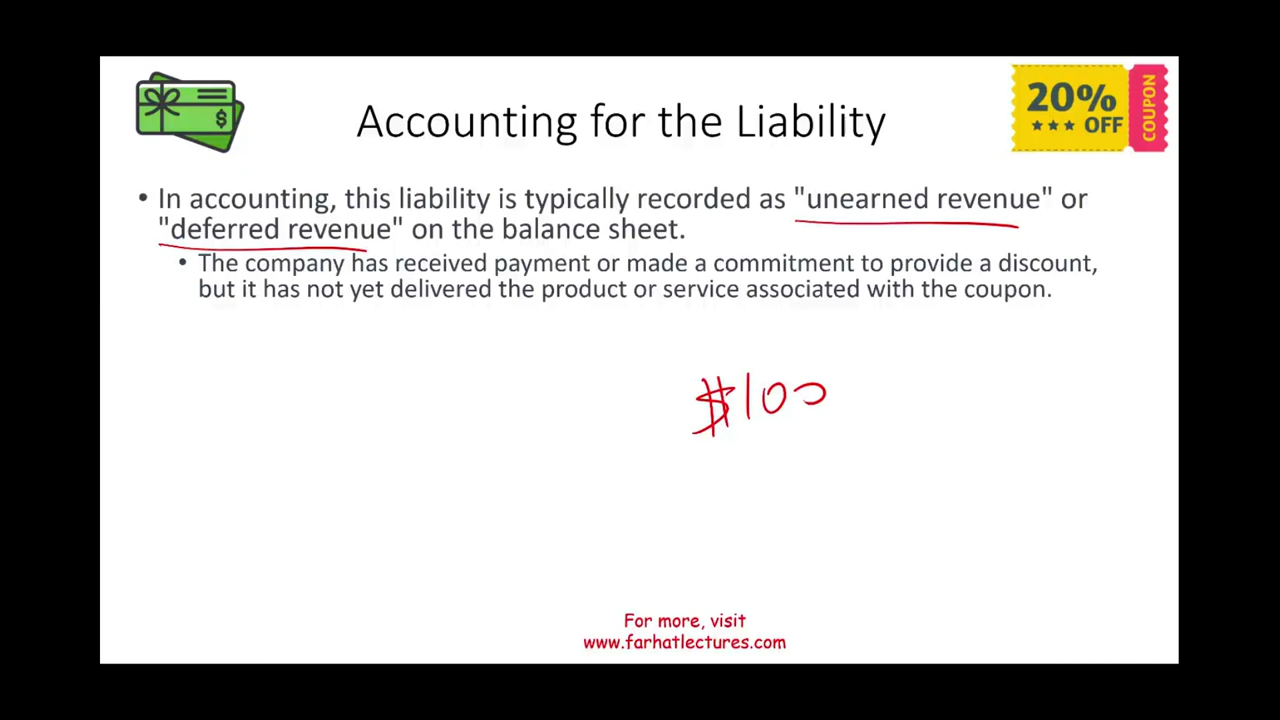 20% OFF
COUPON
Accounting for the Liability
• In accounting, this liability is typically recorded as "unearned revenue" or
"deferred revenue" on the balance sheet.
• The company has received payment or made a commitment to provide a discount,
but it has not yet delivered the product or service associated with the coupon.
$100
For more, visit
www.farhatlectures.com